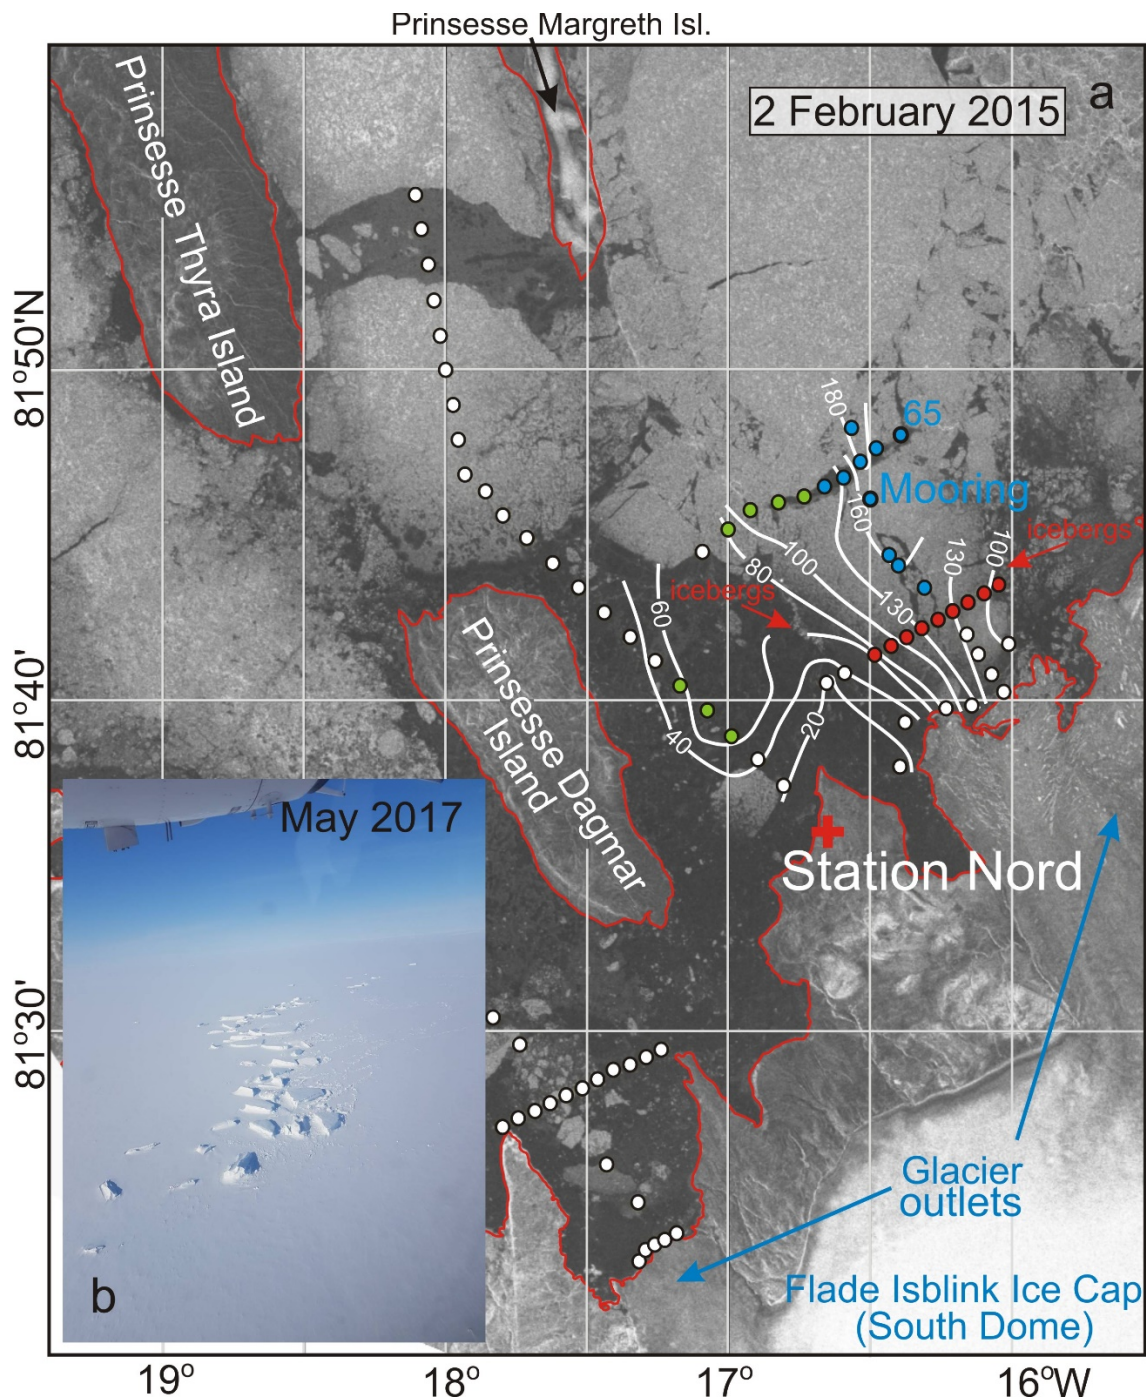 Prinsesse Margreth Isl.
a
2 February 2015
Prinsesse Thyra Island
81°50'N
180
65
Mooring
160
icebergs
100
130
100
80
icebergs
60
130
Prinsesse Dagmar
Island
81°40'
40
20
May 2017
Station Nord
81°30'
Glacier
outlets
b
Flade Isblink Ice Cap
(South Dome)
19°
18°
17°
16°W